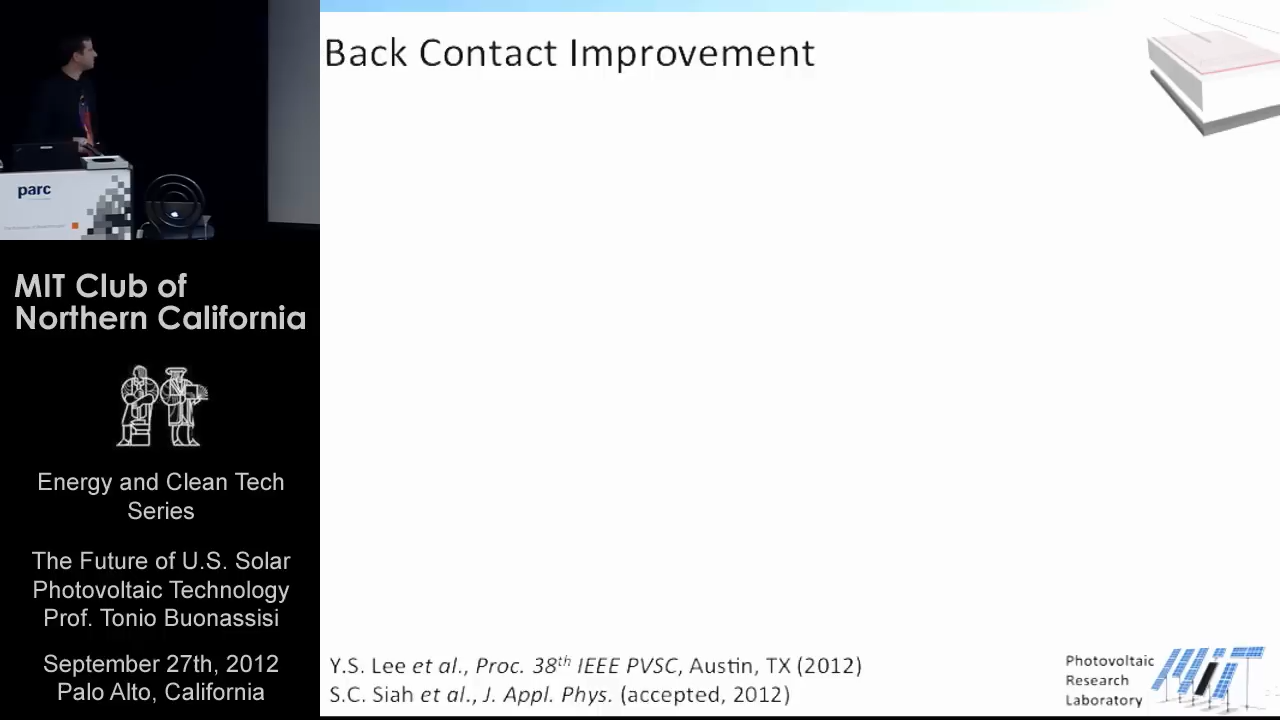 Back Contact Improvement
parc
MIT Club of
Northern California
Energy and Clean Tech
Series
The Future of U.S. Solar
Photovoltaic Technology
Prof. Tonio Buonassisi
September 27th, 2012
Palo Alto, California
Y.S. Lee et al., Proc. 38th IEEE PVSC, Austin, TX (2012)
S.C. Siah et al., J. Appl. Phys. (accepted, 2012)
Photovoltaic
Research
Laboratory
MIT